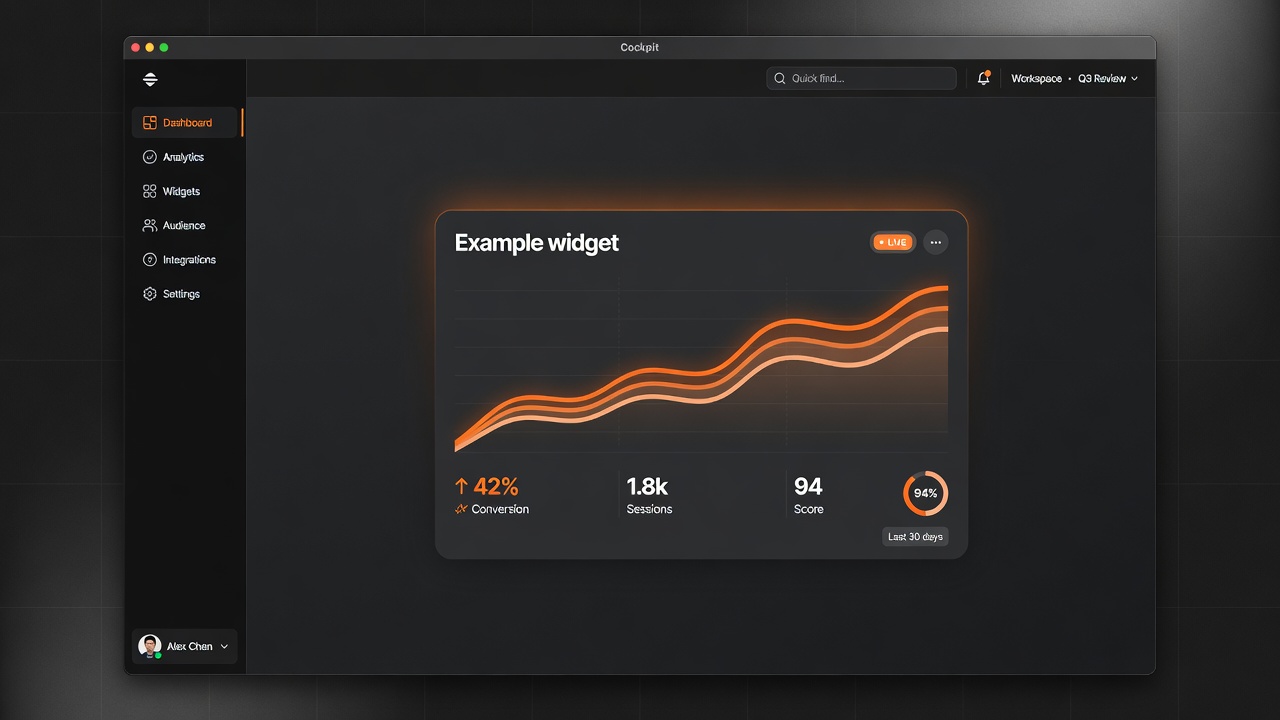 Cockpit
Quick find...
Workspace • Q3 Review
Dashboard
Analytics
Widgets
Audience
Integrations
Settings
Example widget
• LIVE
↑ 42%
Conversion
1.8k
Sessions
94
Score
94%
Last 30 days
Alex Chen